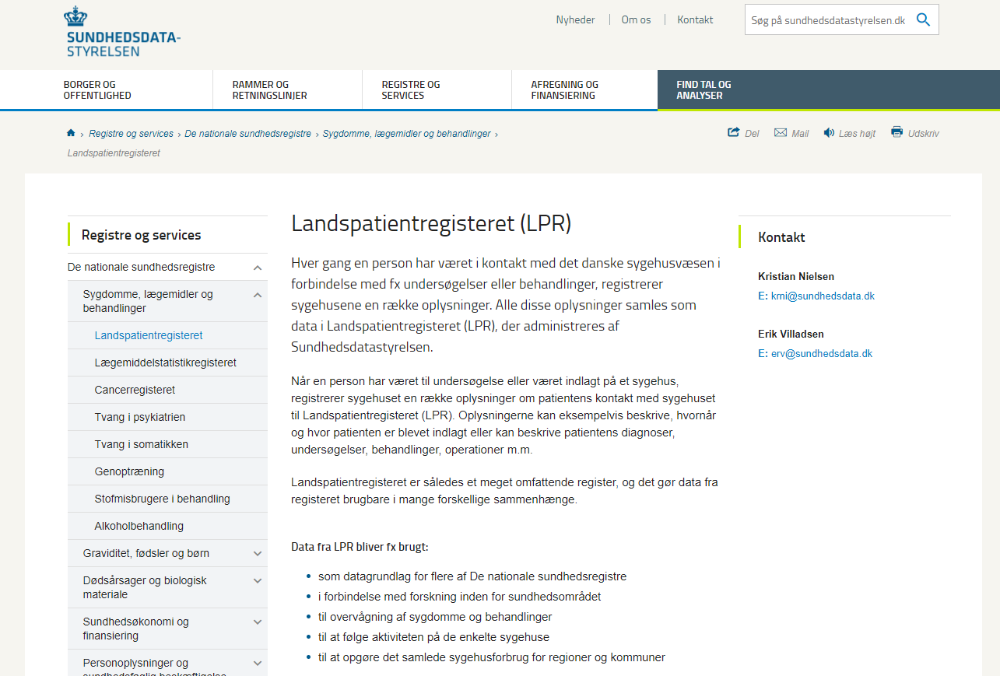 SUNDHEDSDATA-
STYRELSEN
Nyheder
Om os
Kontakt
Søg på sundhedsdatastyrelsen.dk
BORGER OG
OFFENTLIGHED
RAMMER OG
RETNINGSLINJER
REGISTRE OG
SERVICES
AFREGNING OG
FINANSIERING
FIND TAL OG
ANALYSER
Registre og services › De nationale sundhedsregistre › Sygdomme, lægemidler og behandlinger ›
Landspatientregisteret
Del
Mail
Læs højt
Udskriv
Registre og services
De nationale sundhedsregistre
Sygdomme, lægemidler og
behandlinger
Landspatientregisteret
Lægemiddelstatistikregisteret
Cancerregisteret
Tvang i psykiatrien
Tvang i somatikken
Genoptræning
Stofmisbrugere i behandling
Alkoholbehandling
Graviditet, fødsler og børn
Dødsårsager og biologisk
materiale
Sundhedsøkonomi og
finansiering
Personoplysninger og
sundhedsfaglig beskæftigelse
Landspatientregisteret (LPR)
Hver gang en person har været i kontakt med det danske sygehusvæsen i
forbindelse med fx undersøgelser eller behandlinger, registrerer
sygehusene en række oplysninger. Alle disse oplysninger samles som
data i Landspatientregisteret (LPR), der administreres af
Sundhedsdatastyrelsen.
Når en person har været til undersøgelse eller været indlagt på et sygehus,
registrerer sygehuset en række oplysninger om patientens kontakt med sygehuset
til Landspatientregisteret (LPR). Oplysningerne kan eksempelvis beskrive, hvornår
og hvor patienten er blevet indlagt eller kan beskrive patientens diagnoser,
undersøgelser, behandlinger, operationer m.m.
Landspatientregisteret er således et meget omfattende register, og det gør data fra
registeret brugbare i mange forskellige sammenhænge.
Data fra LPR bliver fx brugt:
• som datagrundlag for flere af De nationale sundhedsregistre
• i forbindelse med forskning inden for sundhedsområdet
• til overvågning af sygdomme og behandlinger
• til at følge aktiviteten på de enkelte sygehuse
• til at opgøre det samlede sygehusforbrug for regioner og kommuner
Kontakt
Kristian Nielsen
E: krni@sundhedsdata.dk
Erik Villadsen
E: erv@sundhedsdata.dk